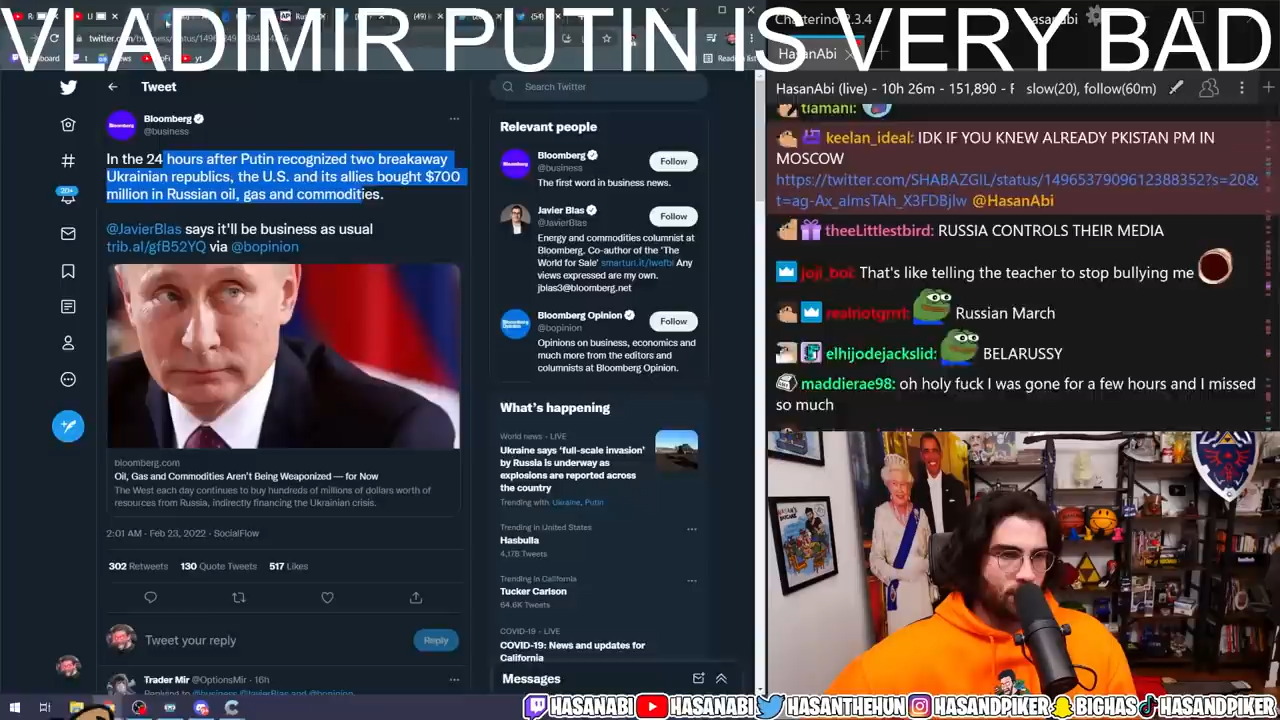 VLADIMIR PUTIN IS VERY BAD
Tweet
Bloomberg
@business
In the 24 hours after Putin recognized two breakaway
Ukrainian republics, the U.S. and its allies bought $700
million in Russian oil, gas and commodities.
@JavierBlas says it'll be business as usual
trib.al/gfB52YQ via @bopinion
bloomberg.com
Oil, Gas and Commodities Aren't Being Weaponized — for Now
The West each day continues to buy hundreds of millions of dollars worth of
resources from Russia, indirectly financing the Ukrainian crisis.
2:01 AM · Feb 23, 2022 · SocialFlow
302 Retweets 130 Quote Tweets 517 Likes
Tweet your reply
Reply
Trader Mir @OptionsMir · 16h
Replying to @business @JavierBlas and @bopinion
20+
Search Twitter
Relevant people
Bloomberg
@business
Follow
The first word in business news.
Javier Blas
@JavierBlas
Follow
Energy and commodities columnist at
Bloomberg, Co-author of the 'The
World for Sale' smarturl.it/lwefbl Any
views expressed are my own.
jblas3@bloomberg.net
Bloomberg Opinion
@bopinion
Follow
Opinions on business, economics and
much more from the editors and
columnists at Bloomberg Opinion.
What's happening
World news · LIVE
Ukraine says 'full-scale invasion'
by Russia is underway as
explosions are reported across
the country
Trending with Ukraine, Putin
Trending in United States
Hasbulla
4,178 Tweets
Trending in California
Tucker Carlson
64.6K Tweets
COVID-19 · LIVE
COVID-19: News and updates for
California
Messages
Chatterino 2.3.4
hasanabi
HasanAbi
HasanAbi (live) - 10h 26m - 151,890 - F slow(20), follow(60m)
tiamani:
keelan_ideal: IDK IF YOU KNEW ALREADY PKISTAN PM IN
MOSCOW
https://twitter.com/SHABAZGIL/status/1496537909612388352?s=20&
t=ag-Ax_almsTAh_X3FDBjlw @HasanAbi
theeLittlestbird: RUSSIA CONTROLS THEIR MEDIA
joji_bot: That's like telling the teacher to stop bullying me
realriotgrrrl: Russian March
elhijodejackslid: BELARUSSY
maddierae98: oh holy fuck I was gone for a few hours and I missed
so much
HASANABI HASANABI HASANTHEHUN HASANDPIKER BIGHAS HASANDPIKER